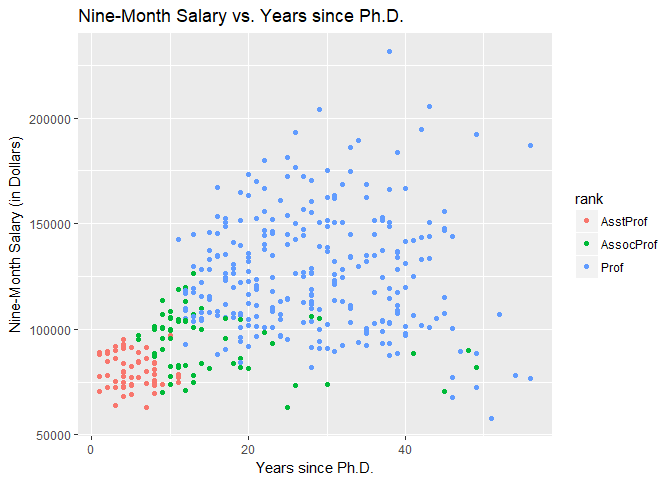 Nine-Month Salary vs. Years since Ph.D.
Nine-Month Salary (in Dollars)
200000
150000
100000
50000
0
20
40
Years since Ph.D.
rank
AsstProf
AssocProf
Prof